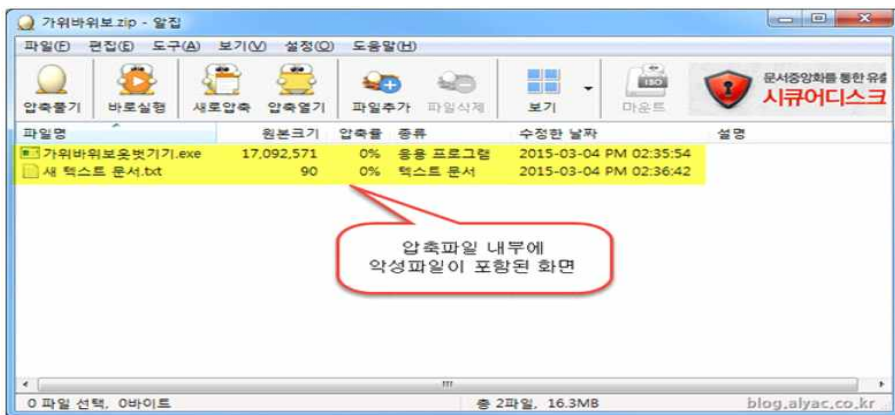 가위바위보.zip - 알집
파일(F) 편집(E) 도구(A) 보기(V) 설정(O) 도움말(H)
압축풀기 바로실행 새로압축 압축열기 파일추가 파일삭제 보기 마운트
ISO
문서중앙화를 통한 유출
시큐어디스크
파일명 원본크기 압축률 종류 수정한 날짜 설명
가위바위보옷벗기기.exe 17,092,571 0% 응용 프로그램 2015-03-04 PM 02:35:54
새 텍스트 문서.txt 90 0% 텍스트 문서 2015-03-04 PM 02:36:42
압축파일 내부에
악성파일이 포함된 화면
0 파일 선택, 0바이트 총 2파일, 16.3MB
blog.alyac.co.kr